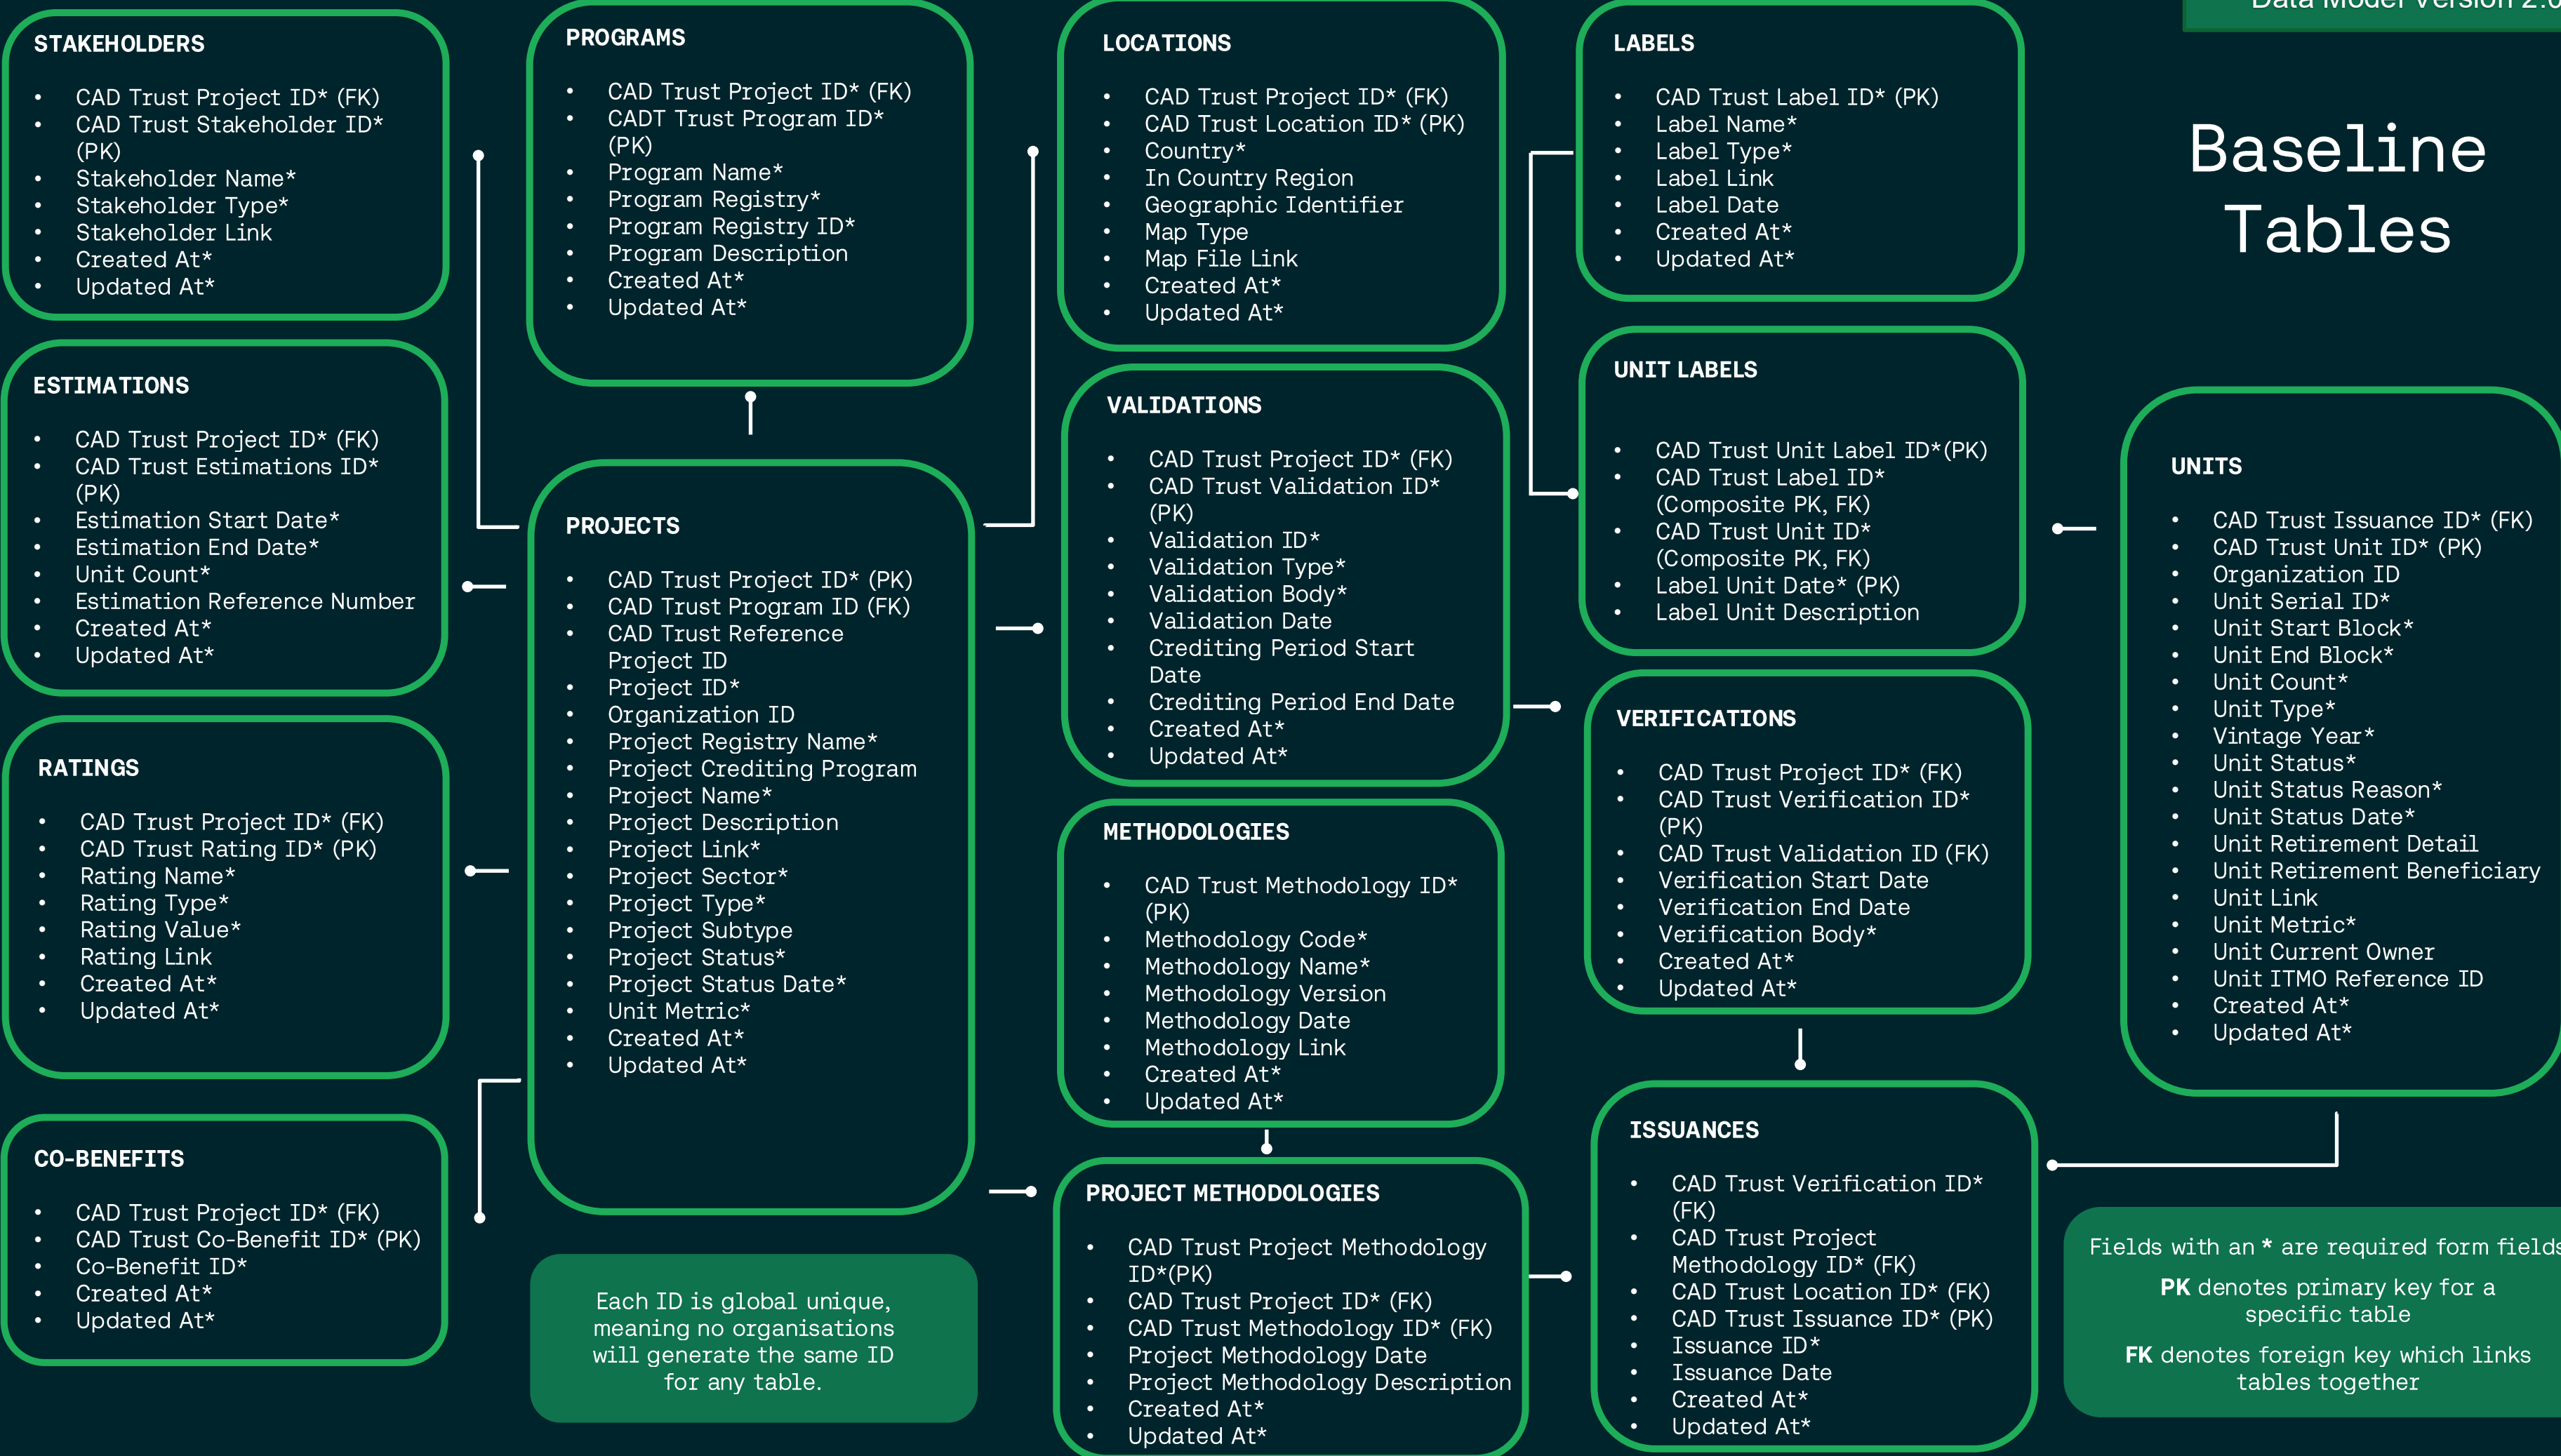 STAKEHOLDERS
• CAD Trust Project ID* (FK)
• CAD Trust Stakeholder ID*
(PK)
• Stakeholder Name*
• Stakeholder Type*
• Stakeholder Link
• Created At*
• Updated At*
ESTIMATIONS
• CAD Trust Project ID* (FK)
• CAD Trust Estimations ID*
(PK)
• Estimation Start Date*
• Estimation End Date*
• Unit Count*
• Estimation Reference Number
• Created At*
• Updated At*
RATINGS
• CAD Trust Project ID* (FK)
• CAD Trust Rating ID* (PK)
• Rating Name*
• Rating Type*
• Rating Value*
• Rating Link
• Created At*
• Updated At*
CO-BENEFITS
• CAD Trust Project ID* (FK)
• CAD Trust Co-Benefit ID* (PK)
• Co-Benefit ID*
• Created At*
• Updated At*
PROGRAMS
• CAD Trust Project ID* (FK)
• CADT Trust Program ID*
(PK)
• Program Name*
• Program Registry*
• Program Registry ID*
• Program Description
• Created At*
• Updated At*
PROJECTS
• CAD Trust Project ID* (PK)
• CAD Trust Program ID (FK)
• CAD Trust Reference
Project ID
• Project ID*
• Organization ID
• Project Registry Name*
• Project Crediting Program
• Project Name*
• Project Description
• Project Link*
• Project Sector*
• Project Type*
• Project Subtype
• Project Status*
• Project Status Date*
• Unit Metric*
• Created At*
• Updated At*
Each ID is global unique,
meaning no organisations
will generate the same ID
for any table.
LOCATIONS
• CAD Trust Project ID* (FK)
• CAD Trust Location ID* (PK)
• Country*
• In Country Region
• Geographic Identifier
• Map Type
• Map File Link
• Created At*
• Updated At*
VALIDATIONS
• CAD Trust Project ID* (FK)
• CAD Trust Validation ID*
(PK)
• Validation ID*
• Validation Type*
• Validation Body*
• Validation Date
• Crediting Period Start
Date
• Crediting Period End Date
• Created At*
• Updated At*
METHODOLOGIES
• CAD Trust Methodology ID*
(PK)
• Methodology Code*
• Methodology Name*
• Methodology Version
• Methodology Date
• Methodology Link
• Created At*
• Updated At*
PROJECT METHODOLOGIES
• CAD Trust Project Methodology
ID*(PK)
• CAD Trust Project ID* (FK)
• CAD Trust Methodology ID* (FK)
• Project Methodology Date
• Project Methodology Description
• Created At*
• Updated At*
LABELS
• CAD Trust Label ID* (PK)
• Label Name*
• Label Type*
• Label Link
• Label Date
• Created At*
• Updated At*
UNIT LABELS
• CAD Trust Unit Label ID*(PK)
• CAD Trust Label ID*
(Composite PK, FK)
• CAD Trust Unit ID*
(Composite PK, FK)
• Label Unit Date* (PK)
• Label Unit Description
VERIFICATIONS
• CAD Trust Project ID* (FK)
• CAD Trust Verification ID*
(PK)
• CAD Trust Validation ID (FK)
• Verification Start Date
• Verification End Date
• Verification Body*
• Created At*
• Updated At*
ISSUANCES
• CAD Trust Verification ID*
(FK)
• CAD Trust Project
Methodology ID* (FK)
• CAD Trust Location ID* (FK)
• CAD Trust Issuance ID* (PK)
• Issuance ID*
• Issuance Date
• Created At*
• Updated At*
Data Model Version 2.0
Baseline
Tables
UNITS
• CAD Trust Issuance ID* (FK)
• CAD Trust Unit ID* (PK)
• Organization ID
• Unit Serial ID*
• Unit Start Block*
• Unit End Block*
• Unit Count*
• Unit Type*
• Vintage Year*
• Unit Status*
• Unit Status Reason*
• Unit Status Date*
• Unit Retirement Detail
• Unit Retirement Beneficiary
• Unit Link
• Unit Metric*
• Unit Current Owner
• Unit ITMO Reference ID
• Created At*
• Updated At*
Fields with an * are required form fields
PK denotes primary key for a
specific table
FK denotes foreign key which links
tables together